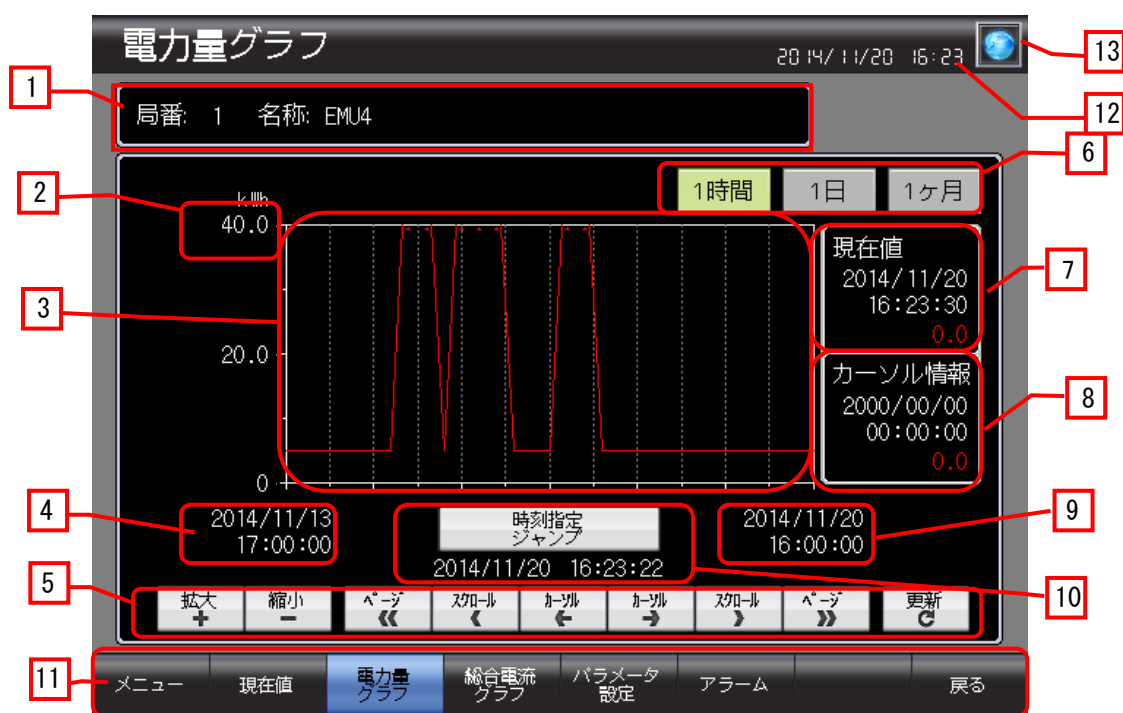 電力量グラフ
2014/11/20 16:23
13
1
局番: 1 名称: EMU4
12
6
2
kWh
1時間 1日 1ヶ月
40.0
現在値
2014/11/20
16:23:30
0.0
7
3
20.0
カーソル情報
2000/00/00
00:00:00
0.0
8
0
4
2014/11/13
17:00:00
時刻指定
ジャンプ
2014/11/20 16:23:22
2014/11/20
16:00:00
9
5
拡大
+
縮小
−
ページ
《
スクロール
〈
カーソル
←
カーソル
→
スクロール
〉
ページ
》
更新
10
11
メニュー
現在値
電力量
グラフ
総合電流
グラフ
パラメータ
設定
アラーム
戻る